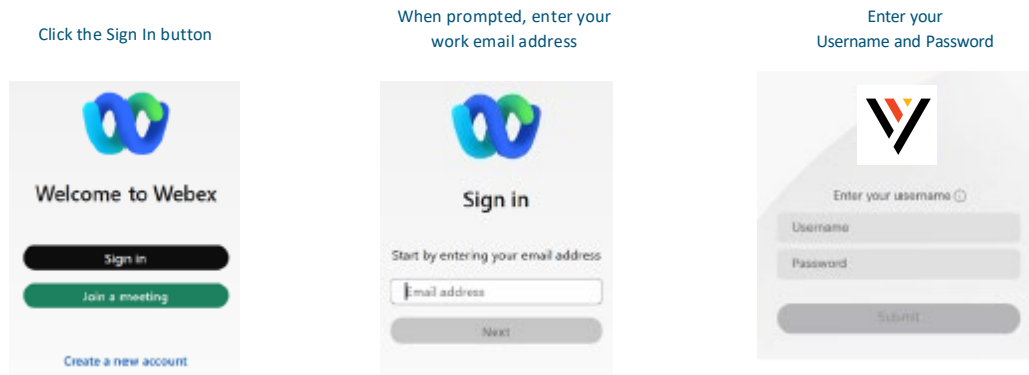 Click the Sign In button
Welcome to Webex
Sign in
Join a meeting
Create a new account
When prompted, enter your
work email address
Sign in
Start by entering your email address
Email address
Next
Enter your
Username and Password
Enter your username
Username
Password
Submit